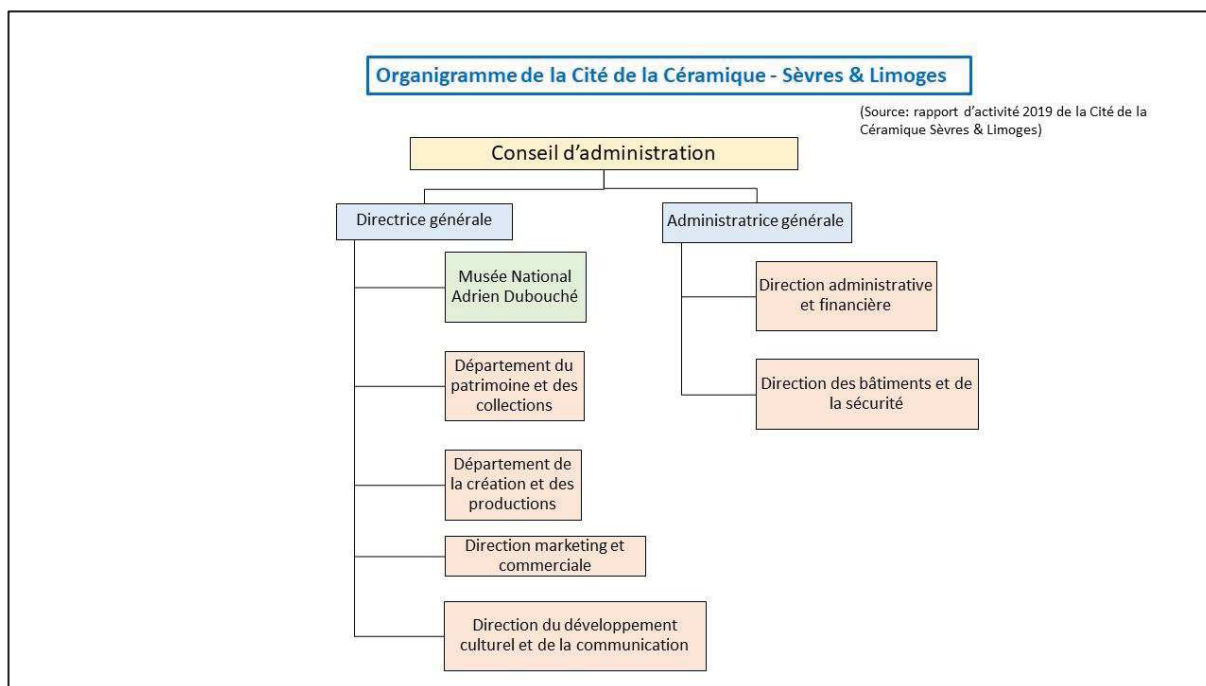 Organigramme de la Cité de la Céramique - Sèvres & Limoges
(Source: rapport d'activité 2019 de la Cité de la
Céramique Sèvres & Limoges)
Conseil d'administration
Directrice générale
Musée National
Adrien Dubouché
Département du
patrimoine et des
collections
Département de
la création et des
productions
Direction marketing et
commerciale
Direction du développement
culturel et de la communication
Administratrice générale
Direction administrative
et financière
Direction des bâtiments et de
la sécurité